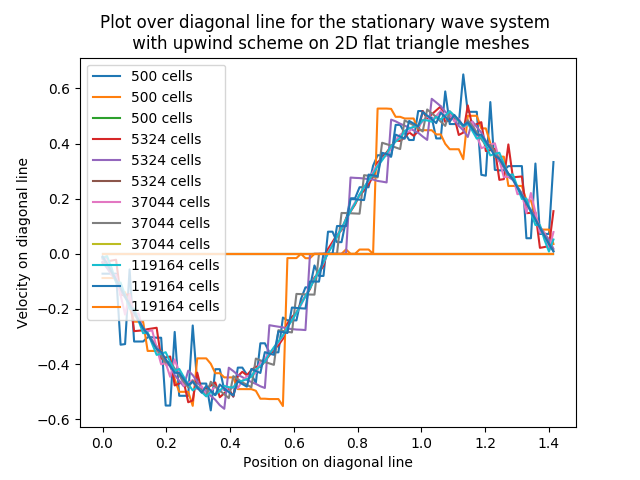 Plot over diagonal line for the stationary wave system
with upwind scheme on 2D flat triangle meshes
500 cells
500 cells
500 cells
5324 cells
5324 cells
5324 cells
37044 cells
37044 cells
37044 cells
119164 cells
119164 cells
119164 cells
Velocity on diagonal line
0.6
0.4
0.2
0.0
−0.2
−0.4
−0.6
0.0 0.2 0.4 0.6 0.8 1.0 1.2 1.4
Position on diagonal line